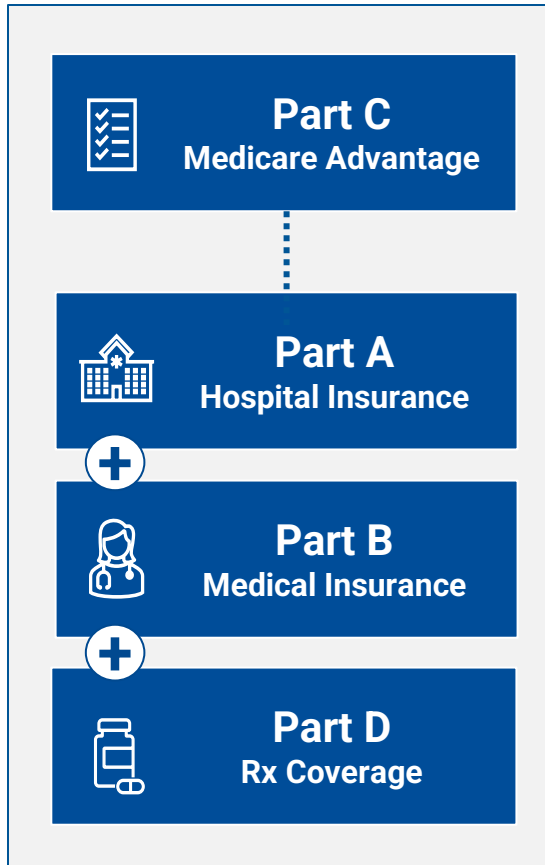 Part C
Medicare Advantage
Part A
Hospital Insurance
+
Part B
Medical Insurance
+
Part D
Rx Coverage